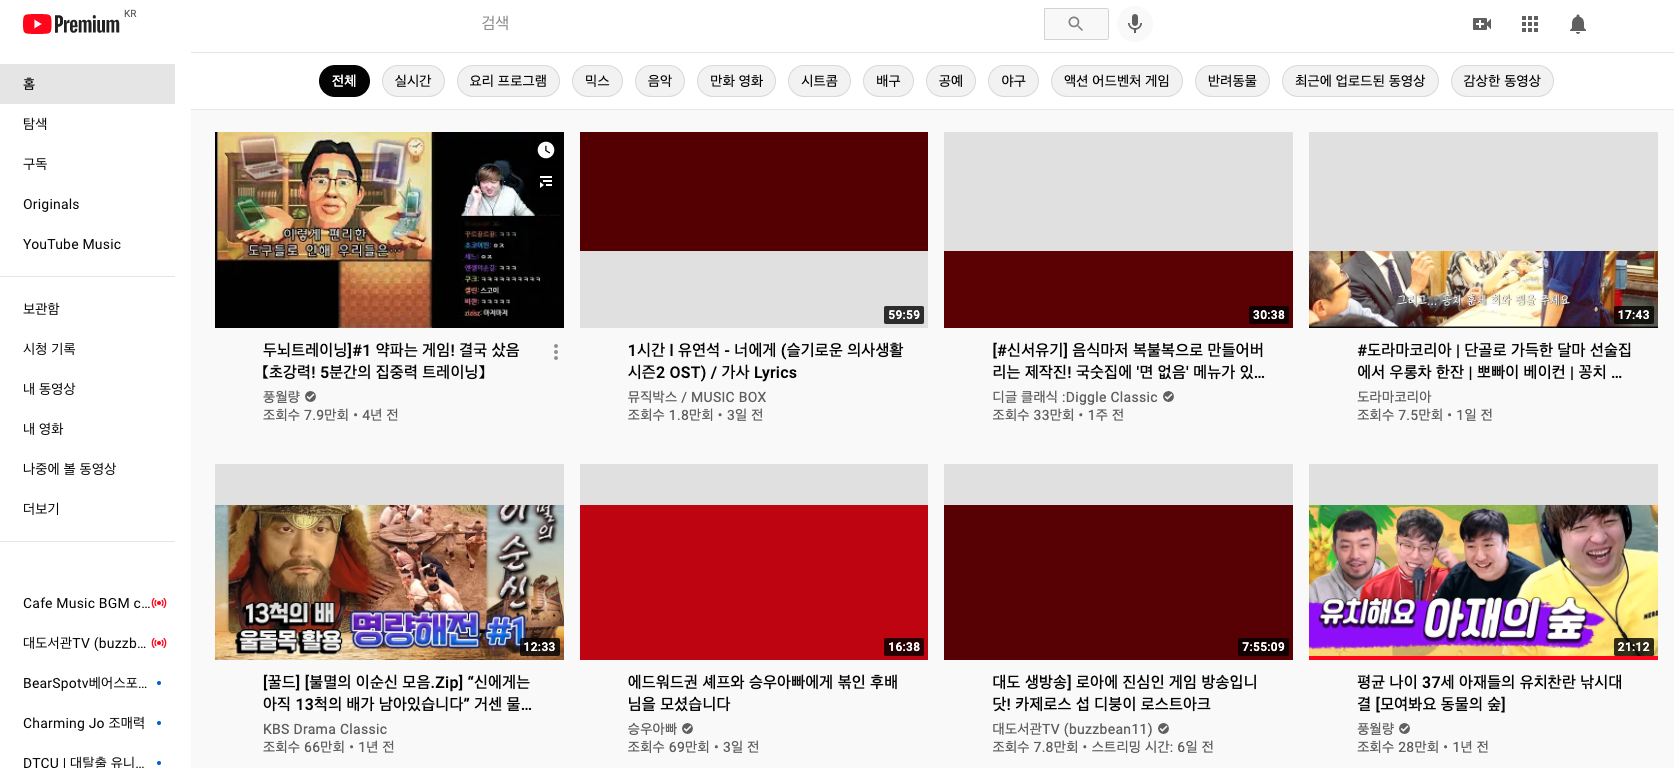 Premium KR
검색
홈
탐색
구독
Originals
YouTube Music
보관함
시청 기록
내 동영상
내 영화
나중에 볼 동영상
더보기
Cafe Music BGM c...
대도서관TV (buzzb...
BearSpotv베어스포...
Charming Jo 조매력
DTCU | 대탈출 유니...
전체
실시간
요리 프로그램
믹스
음악
만화 영화
시트콤
배구
공예
야구
액션 어드벤처 게임
반려동물
최근에 업로드된 동영상
감상한 동영상
이렇게 편리한
도구들로 인해 우리들은…
두뇌트레이닝]#1 약파는 게임! 결국 샀음
【초강력! 5분간의 집중력 트레이닝】
풍월량
조회수 7.9만회 • 4년 전
59:59
1시간 l 유연석 - 너에게 (슬기로운 의사생활
시즌2 OST) / 가사 Lyrics
뮤직박스 / MUSIC BOX
조회수 1.8만회 • 3일 전
30:38
[#신서유기] 음식마저 복불복으로 만들어버
리는 제작진! 국숫집에 '면 없음' 메뉴가 있...
디글 클래식 :Diggle Classic
조회수 33만회 • 1주 전
17:43
#도라마코리아 | 단골로 가득한 달마 선술집
에서 우롱차 한잔 | 뽀빠이 베이컨 | 꽁치 ...
도라마코리아
조회수 7.5만회 • 1일 전
13척의 배
울돌목 활용
명량해전 #1
12:33
[꿀드] [불멸의 이순신 모음.Zip] “신에게는
아직 13척의 배가 남아있습니다” 거센 물...
KBS Drama Classic
조회수 66만회 • 1년 전
16:38
에드워드권 셰프와 승우아빠에게 볶인 후배
님을 모셨습니다
승우아빠
조회수 69만회 • 3일 전
7:55:09
대도 생방송] 로아에 진심인 게임 방송입니
닷! 카제로스 섭 디붕이 로스트아크
대도서관TV (buzzbean11)
조회수 7.8만회 • 스트리밍 시간: 6일 전
유치해요 아재의 숲
21:12
평균 나이 37세 아재들의 유치찬란 낚시대
결 [모여봐요 동물의 숲]
풍월량
조회수 28만회 • 1년 전